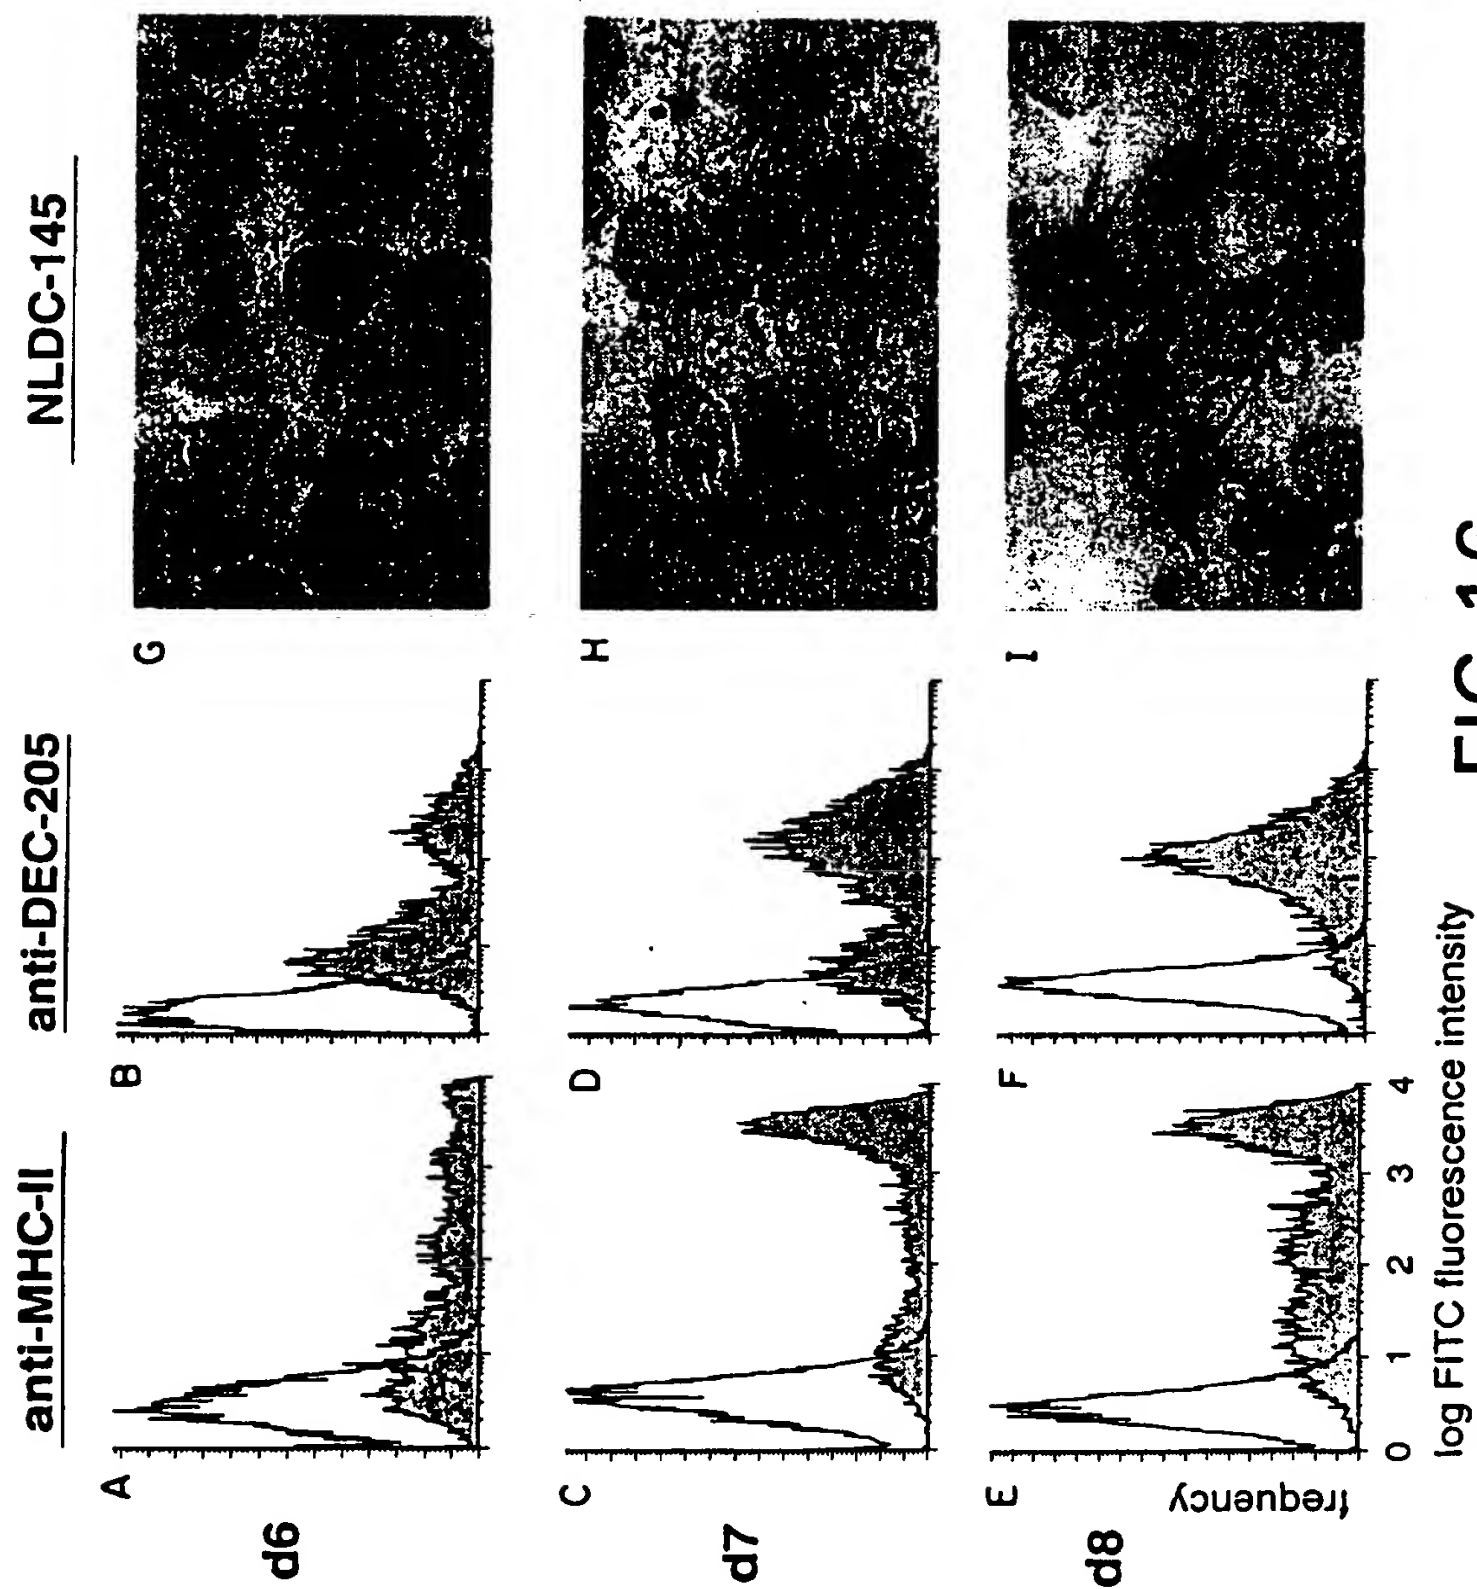 anti-MHC-II
anti-DEC-205
NLDC-145
d6
A
B
G
d7
C
D
H
d8
E
F
I
frequency
0 1 2 3 4
log FITC fluorescence intensity